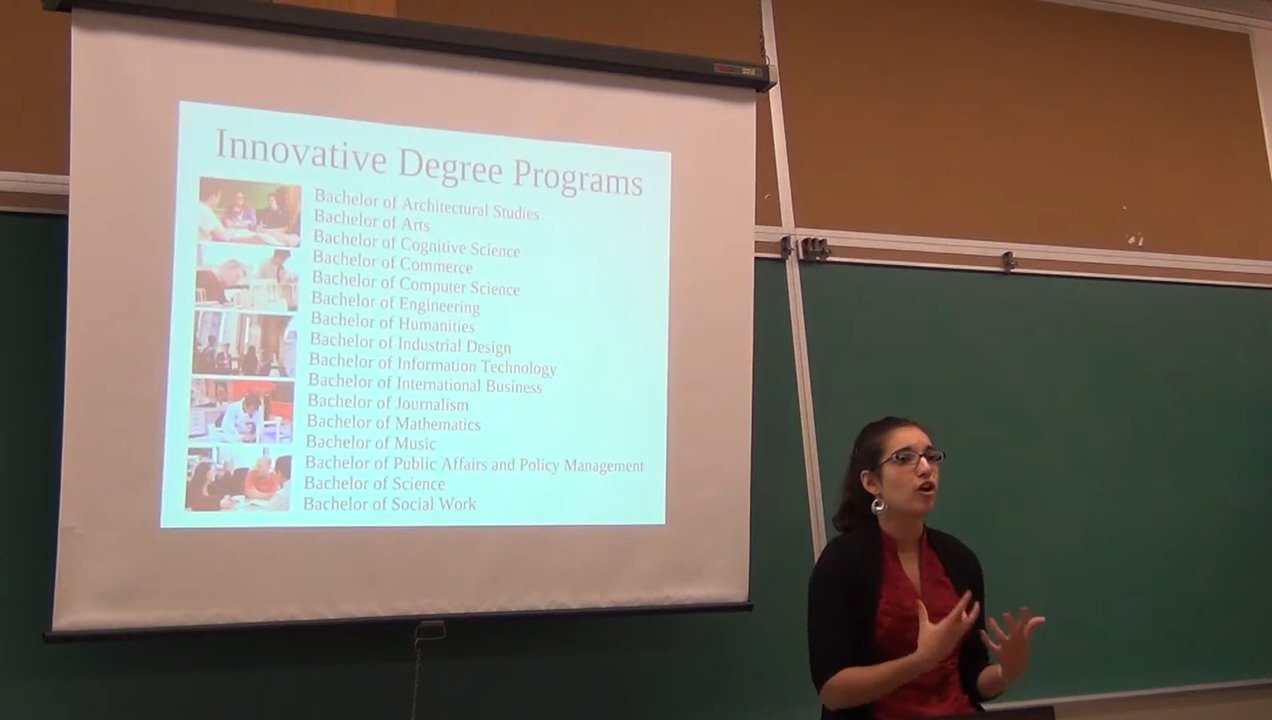 Innovative Degree Programs
Bachelor of Architectural Studies
Bachelor of Arts
Bachelor of Cognitive Science
Bachelor of Commerce
Bachelor of Computer Science
Bachelor of Engineering
Bachelor of Humanities
Bachelor of Industrial Design
Bachelor of Information Technology
Bachelor of International Business
Bachelor of Journalism
Bachelor of Mathematics
Bachelor of Music
Bachelor of Public Affairs and Policy Management
Bachelor of Science
Bachelor of Social Work